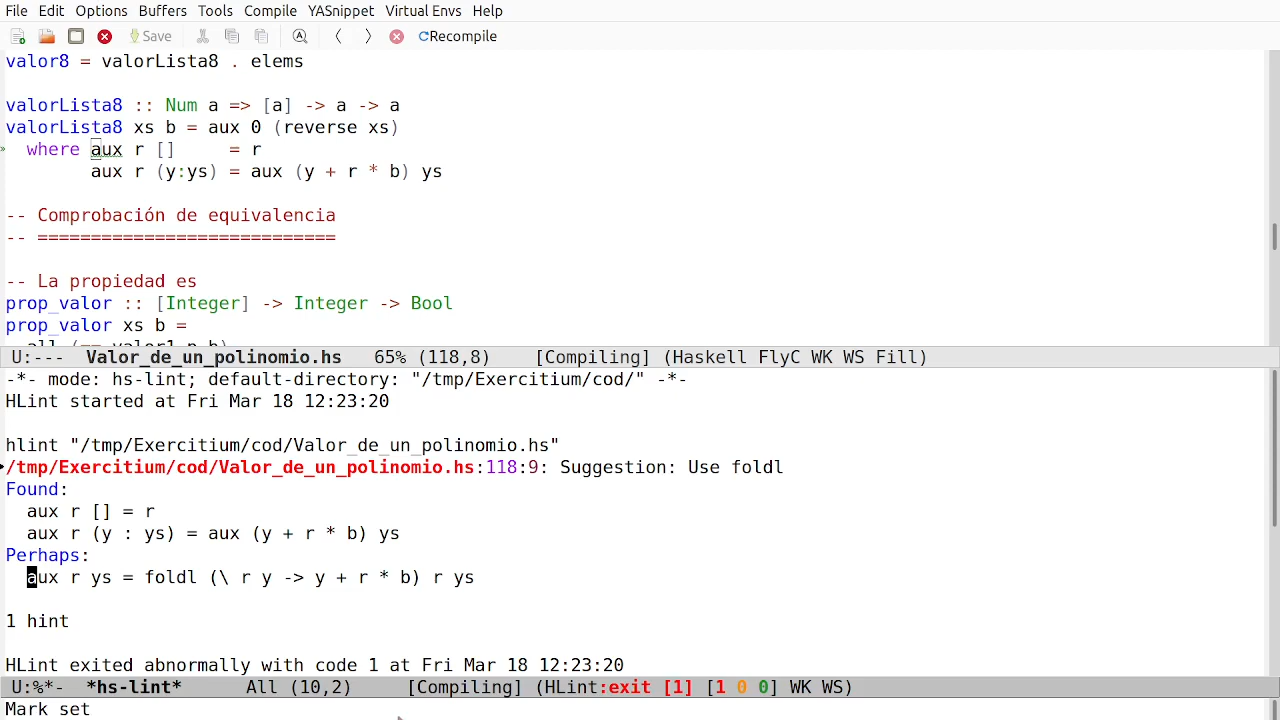 File Edit Options Buffers Tools Compile YASnippet Virtual Envs Help
Save Recompile
valor8 = valorLista8 . elems
valorLista8 :: Num a => [a] -> a -> a
valorLista8 xs b = aux 0 (reverse xs)
» where aux r []     = r
        aux r (y:ys) = aux (y + r * b) ys
-- Comprobación de equivalencia
-- ============================
-- La propiedad es
prop_valor :: [Integer] -> Integer -> Bool
prop_valor xs b =
  all (== valor1 p b)
U:---  Valor_de_un_polinomio.hs   65% (118,8)     [Compiling] (Haskell FlyC WK WS Fill)
-*- mode: hs-lint; default-directory: "/tmp/Exercitium/cod/" -*-
HLint started at Fri Mar 18 12:23:20
hlint "/tmp/Exercitium/cod/Valor_de_un_polinomio.hs"
/tmp/Exercitium/cod/Valor_de_un_polinomio.hs:118:9: Suggestion: Use foldl
Found:
  aux r [] = r
  aux r (y : ys) = aux (y + r * b) ys
Perhaps:
  aux r ys = foldl (\ r y -> y + r * b) r ys
1 hint
HLint exited abnormally with code 1 at Fri Mar 18 12:23:20
U:%*-  *hs-lint*      All (10,2)     [Compiling] (HLint:exit [1] [1 0 0] WK WS)
Mark set